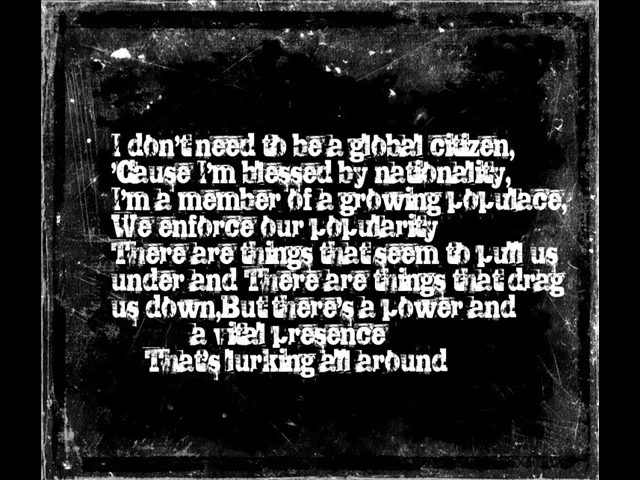 I don't need to be a global citizen,
'Cause I'm blessed by nationality,
I'm a member of a growing populace,
We enforce our popularity
There are things that seem to pull us
under and There are things that drag
us down,But there's a power and
a vital presence
That's lurking all around